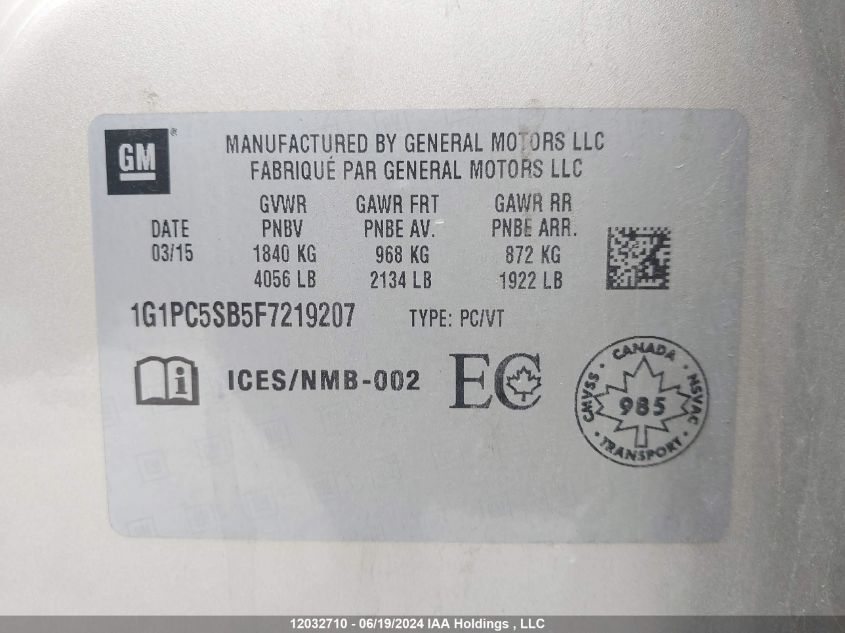 GM ®
MANUFACTURED BY GENERAL MOTORS LLC
FABRIQUÉ PAR GENERAL MOTORS LLC
GVWR GAWR FRT GAWR RR
DATE PNBV PNBE AV. PNBE ARR.
03/15 1840 KG 968 KG 872 KG
4056 LB 2134 LB 1922 LB
1G1PC5SB5F7219207 TYPE: PC/VT
i ICES/NMB-002 EC
CANADA
CMVSS 985 NSVAC
TRANSPORT
12032710 - 06/19/2024 IAA Holdings , LLC